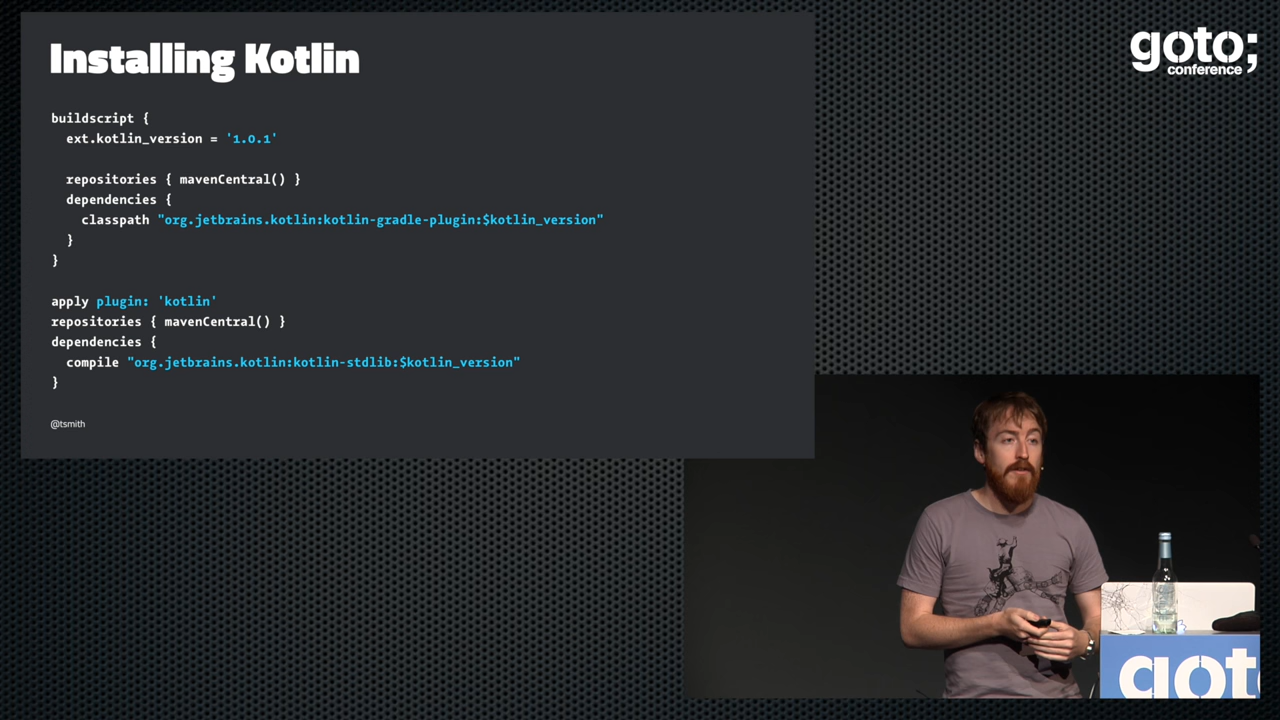 Installing Kotlin
goto;
conference
buildscript {
ext.kotlin_version = '1.0.1'
repositories { mavenCentral() }
dependencies {
classpath "org.jetbrains.kotlin:kotlin-gradle-plugin:$kotlin_version"
}
}
apply plugin: 'kotlin'
repositories { mavenCentral() }
dependencies {
compile "org.jetbrains.kotlin:kotlin-stdlib:$kotlin_version"
}
@tsmith
goto